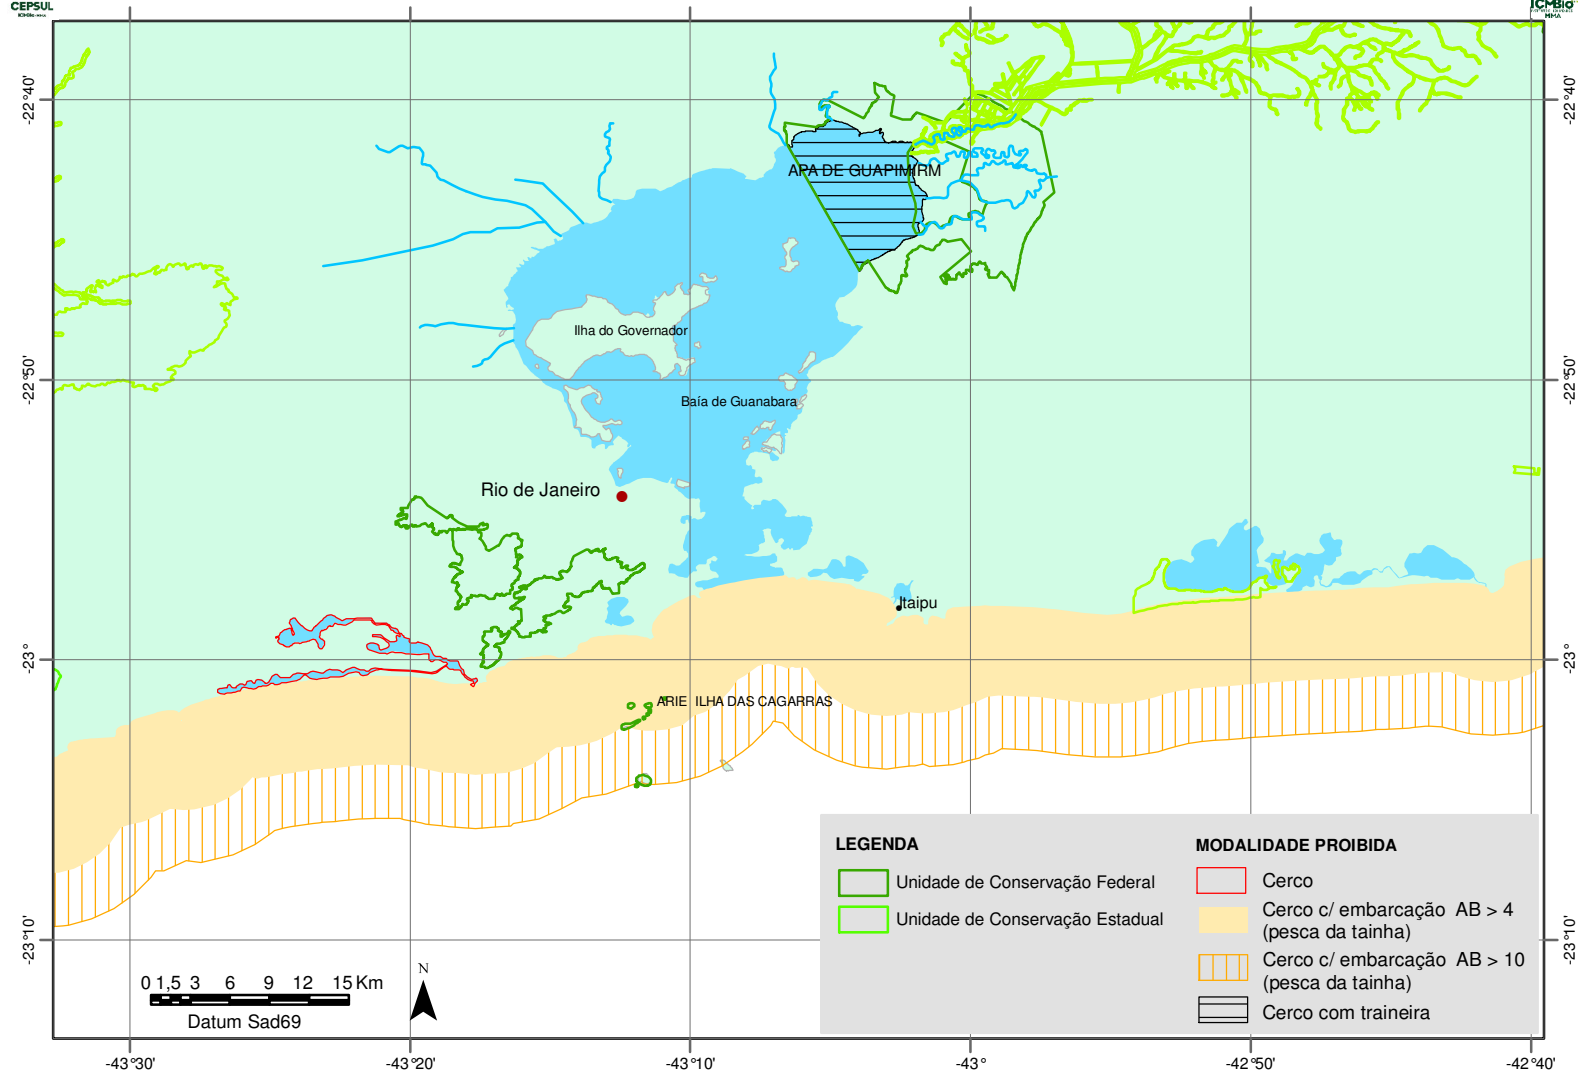 CEPSUL
ICMBio-MMA
ICMBio
MMA
-22°40'
-22°40'
APA DE GUAPIMIRM
Ilha do Governador
-22°50'
-22°50'
Baía de Guanabara
Rio de Janeiro
Itaipu
-23°
-23°
ARIE ILHA DAS CAGARRAS
LEGENDA
Unidade de Conservação Federal
Unidade de Conservação Estadual
MODALIDADE PROIBIDA
Cerco
Cerco c/ embarcação AB > 4
(pesca da tainha)
Cerco c/ embarcação AB > 10
(pesca da tainha)
Cerco com traineira
-23°10'
-23°10'
N
0 1,5 3 6 9 12 15 Km
Datum Sad69
-43°30'
-43°20'
-43°10'
-43°
-42°50'
-42°40'